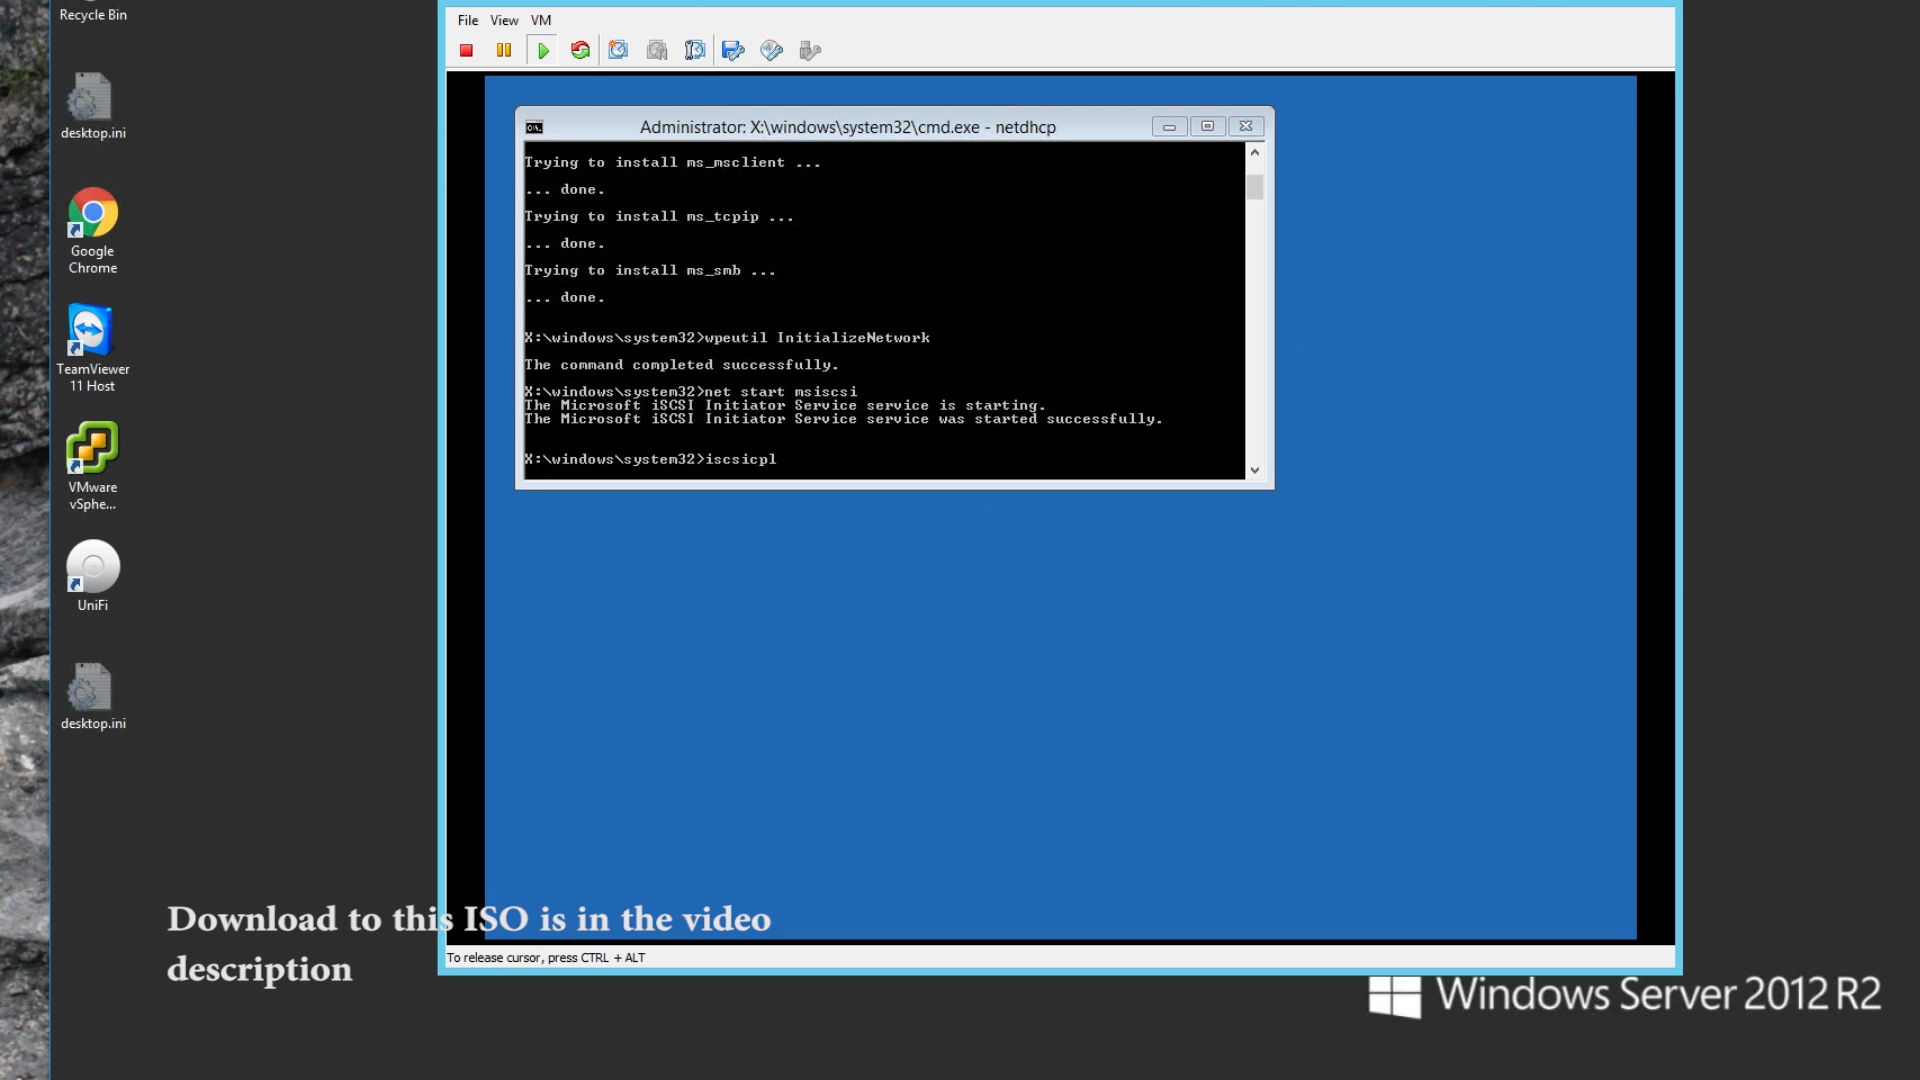 Recycle Bin
desktop.ini
Google
Chrome
TeamViewer
11 Host
VMware
vSphe...
UniFi
desktop.ini
File View VM
Administrator: X:\windows\system32\cmd.exe - netdhcp
Trying to install ms_msclient ...
... done.
Trying to install ms_tcpip ...
... done.
Trying to install ms_smb ...
... done.
X:\windows\system32>wpeutil InitializeNetwork
The command completed successfully.
X:\windows\system32>net start msiscsi
The Microsoft iSCSI Initiator Service service is starting.
The Microsoft iSCSI Initiator Service service was started successfully.
X:\windows\system32>iscsicpl
Download to this ISO is in the video
description
To release cursor, press CTRL + ALT
Windows Server 2012 R2